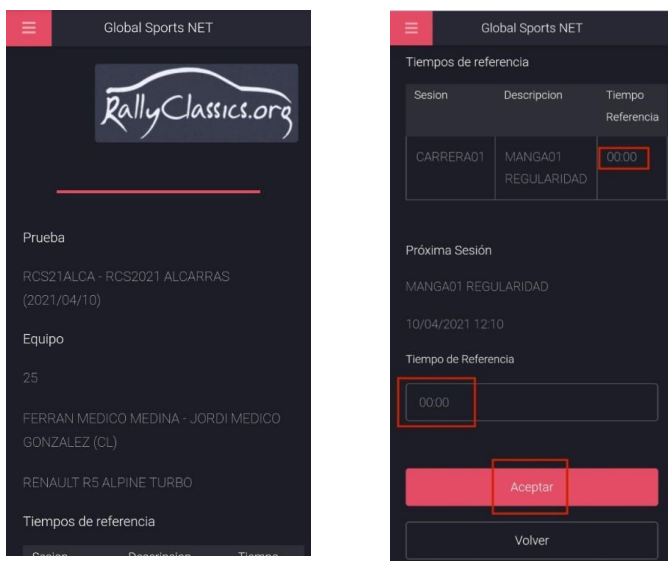 Global Sports NET
RallyClassics.org
Prueba
RCS21ALCA - RCS2021 ALCARRAS
(2021/04/10)
Equipo
25
FERRAN MEDICO MEDINA - JORDI MEDICO
GONZALEZ (CL)
RENAULT R5 ALPINE TURBO
Tiempos de referencia
Sesion Descripcion Tiempo
Global Sports NET
Tiempos de referencia
Sesion Descripcion Tiempo
Referencia
CARRERA01 MANGA01 00:00
REGULARIDAD
Próxima Sesión
MANGA01 REGULARIDAD
10/04/2021 12:10
Tiempo de Referencia
00:00
Aceptar
Volver